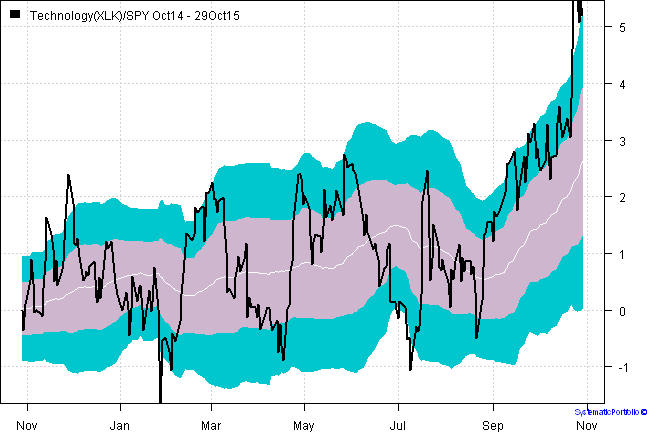 Technology(XLK)/SPY Oct14 - 29Oct15
5
4
3
2
1
0
-1
SystematicPortfolio ©
Nov Jan Mar May Jul Sep Nov